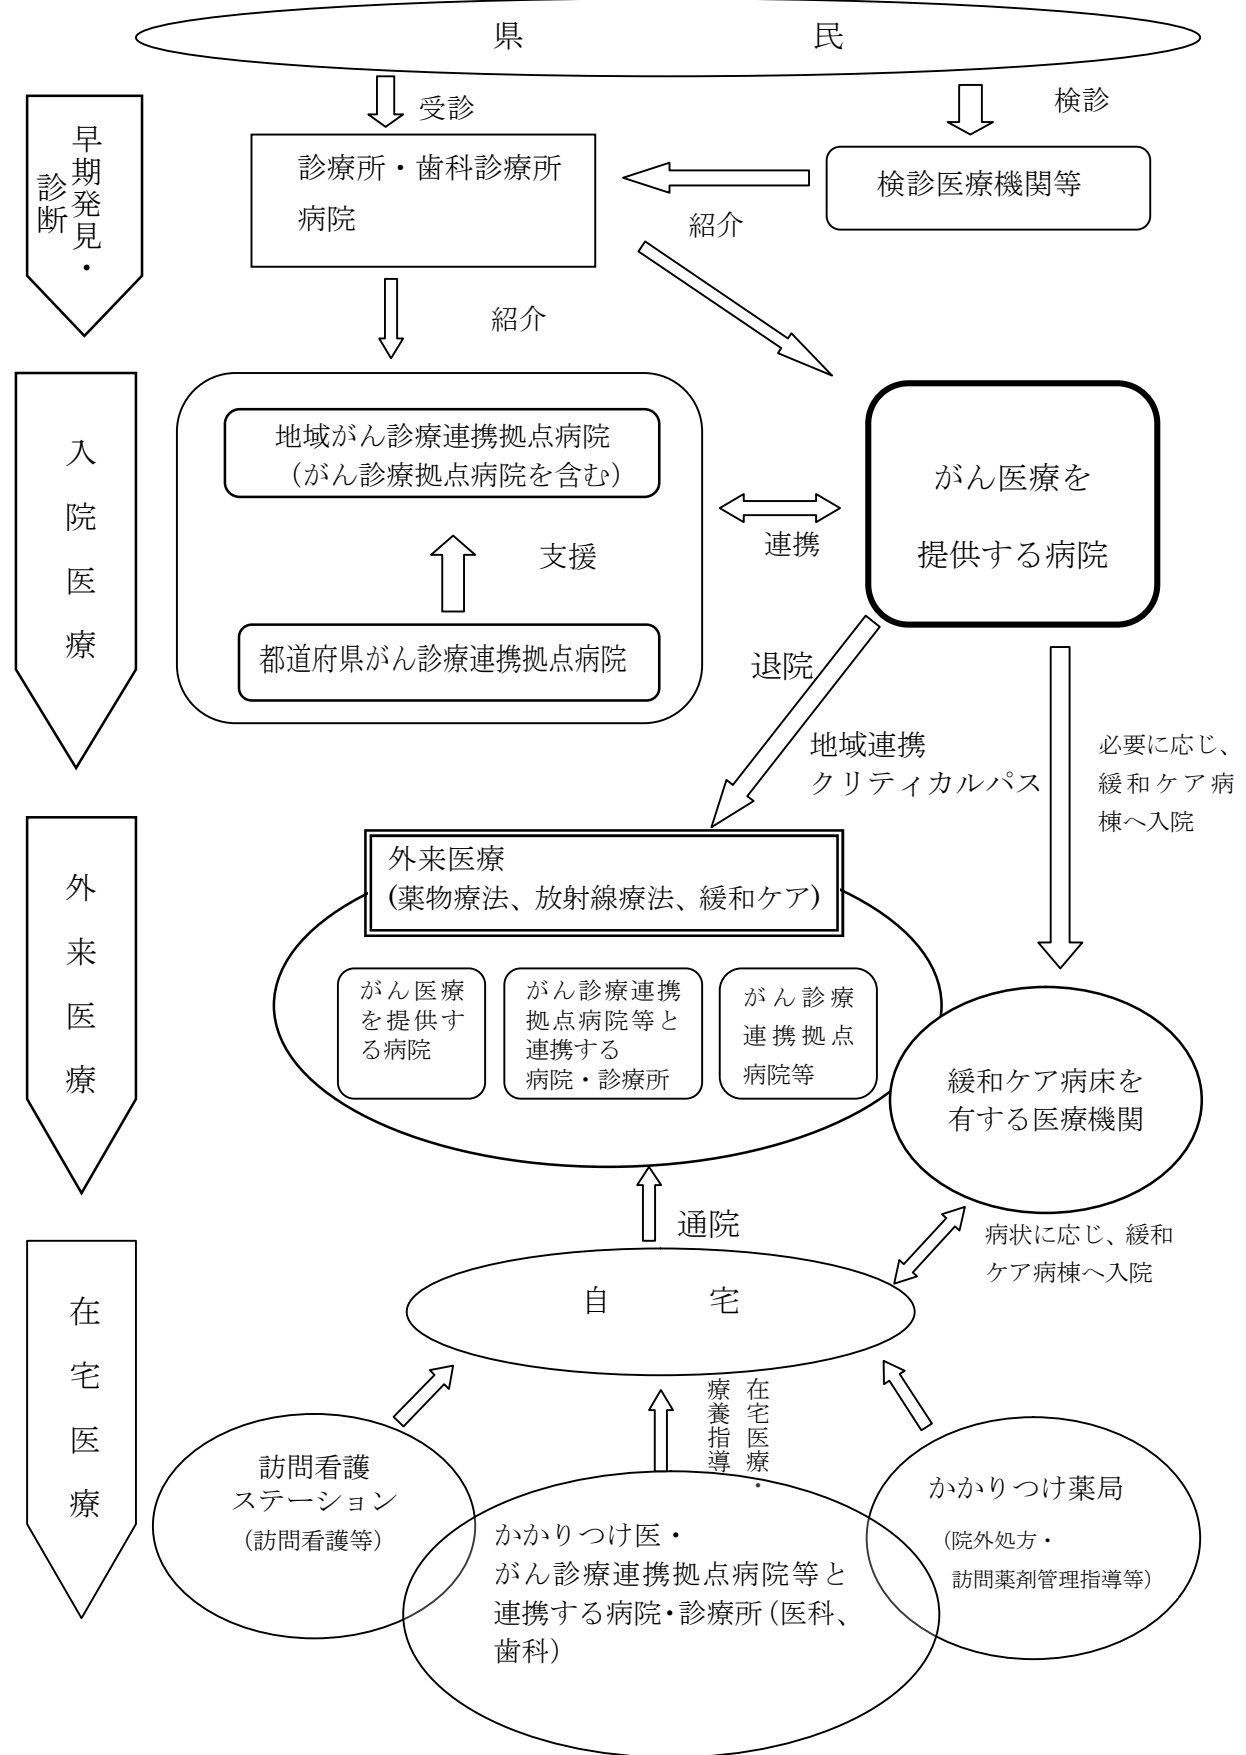 県　民
受診
検診
早期発見・
診断
診療所・歯科診療所
病院
検診医療機関等
紹介
紹介
入院医療
地域がん診療連携拠点病院
（がん診療拠点病院を含む）
支援
都道府県がん診療連携拠点病院
連携
がん医療を
提供する病院
退院
地域連携
クリティカルパス
必要に応じ、
緩和ケア病
棟へ入院
外来医療
外来医療
(薬物療法、放射線療法、緩和ケア)
がん医療
を提供す
る病院
がん診療連携
拠点病院等と
連携する
病院・診療所
がん診療
連携拠点
病院等
緩和ケア病床を
有する医療機関
通院
病状に応じ、緩和
ケア病棟へ入院
在宅医療
自　宅
在宅医療・
療養指導
訪問看護
ステーション
（訪問看護等）
かかりつけ医・
がん診療連携拠点病院等と
連携する病院・診療所（医科、
歯科）
かかりつけ薬局
（院外処方・
訪問薬剤管理指導等）